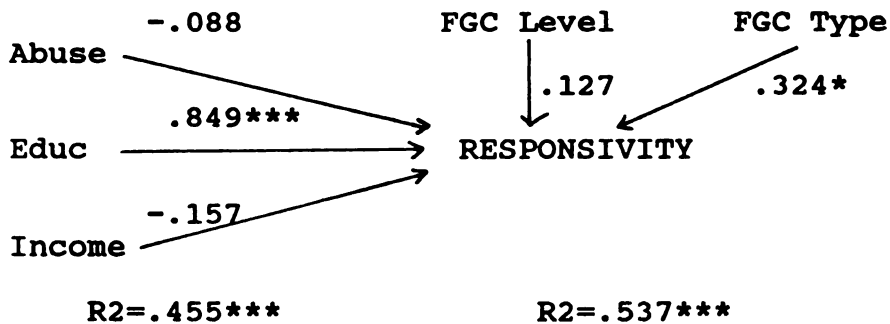 -.088 FGC Level FGC Type
Abuse
.127 .324*
.849***
Educ RESPONSIVITY
-.157
Income
R2=.455*** R2=.537***